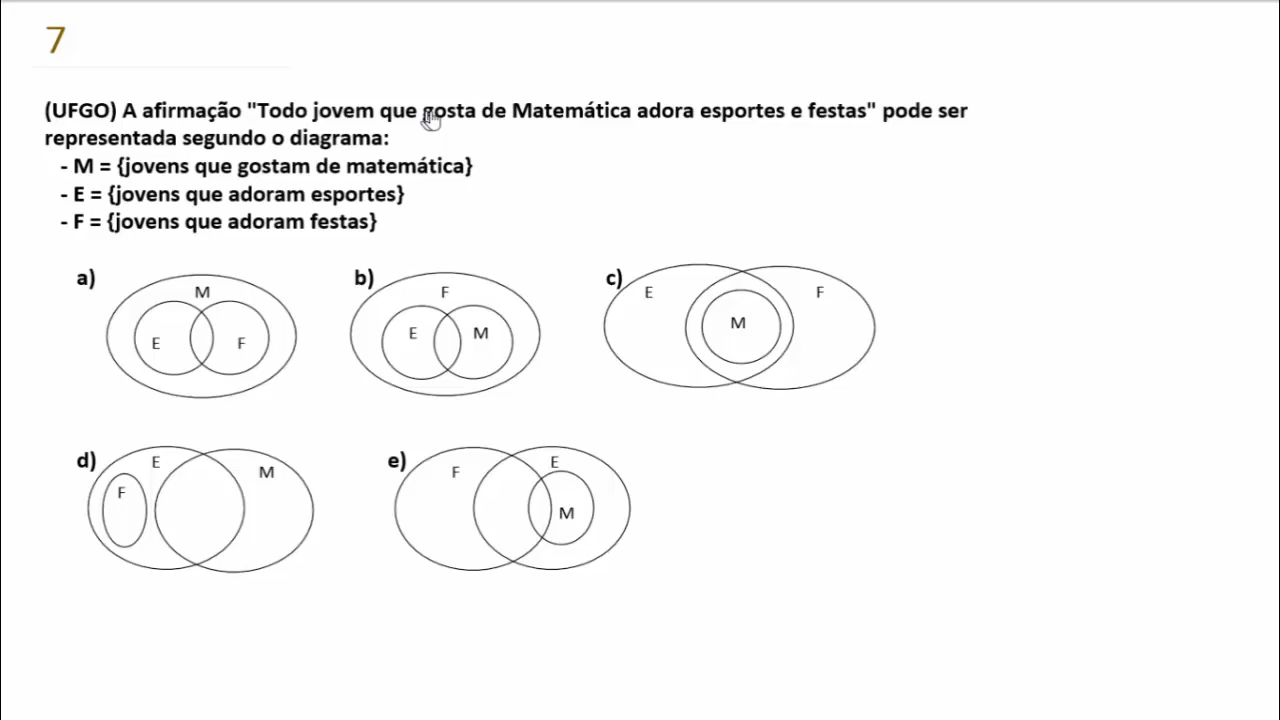 7
(UFGO) A afirmação "Todo jovem que gosta de Matemática adora esportes e festas" pode ser
representada segundo o diagrama:
- M = {jovens que gostam de matemática}
- E = {jovens que adoram esportes}
- F = {jovens que adoram festas}
a)
M
E F
b)
F
E M
c)
E F
M
d)
E
M
F
e)
E
F
M